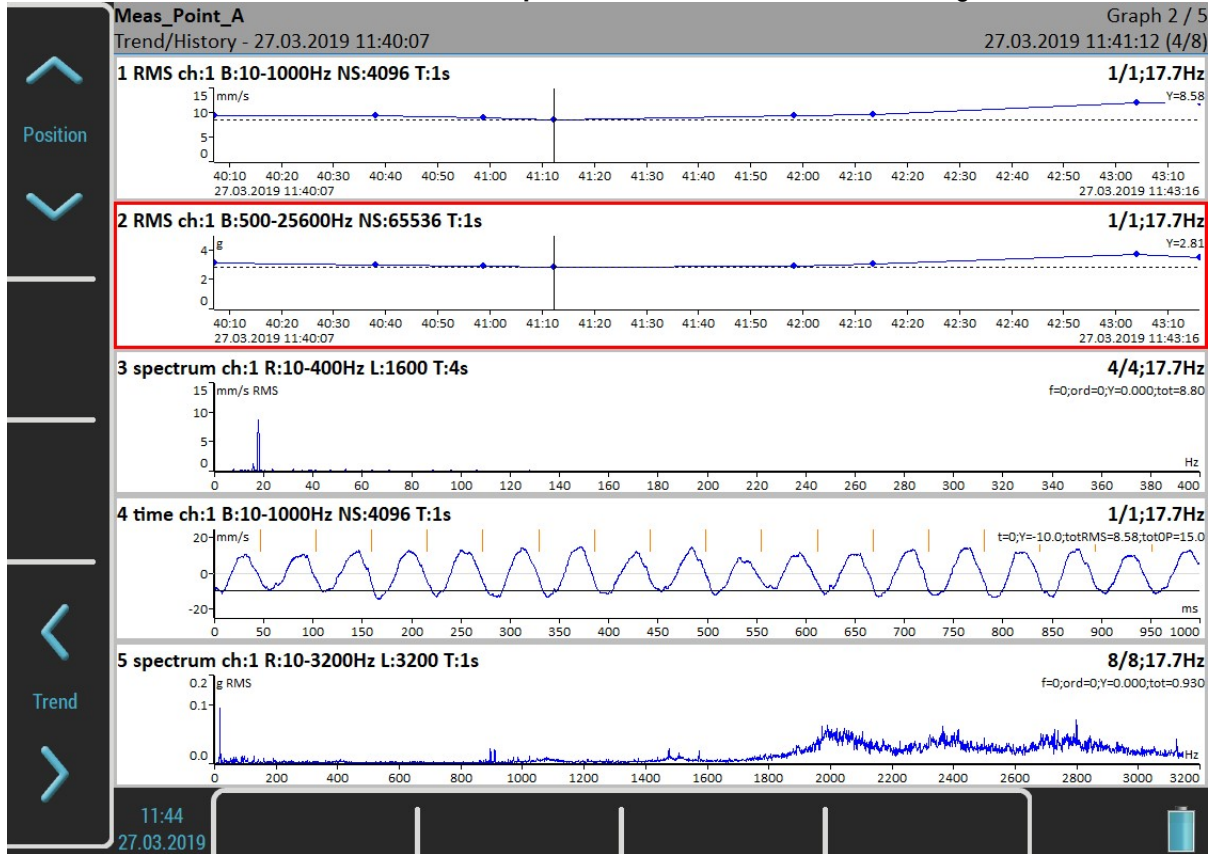 Meas_Point_A Graph 2 / 5
Trend/History - 27.03.2019 11:40:07 27.03.2019 11:41:12 (4/8)
Position
1 RMS ch:1 B:10-1000Hz NS:4096 T:1s 1/1;17.7Hz
15 mm/s Y=8.58
10
5
0
40:10 40:20 40:30 40:40 40:50 41:00 41:10 41:20 41:30 41:40 41:50 42:00 42:10 42:20 42:30 42:40 42:50 43:00 43:10
27.03.2019 11:40:07 27.03.2019 11:43:16
2 RMS ch:1 B:500-25600Hz NS:65536 T:1s 1/1;17.7Hz
g Y=2.81
4
2
0
40:10 40:20 40:30 40:40 40:50 41:00 41:10 41:20 41:30 41:40 41:50 42:00 42:10 42:20 42:30 42:40 42:50 43:00 43:10
27.03.2019 11:40:07 27.03.2019 11:43:16
3 spectrum ch:1 R:10-400Hz L:1600 T:4s 4/4;17.7Hz
15 mm/s RMS f=0;ord=0;Y=0.000;tot=8.80
10
5
0 Hz
0 20 40 60 80 100 120 140 160 180 200 220 240 260 280 300 320 340 360 380 400
4 time ch:1 B:10-1000Hz NS:4096 T:1s 1/1;17.7Hz
20 mm/s t=0;Y=-10.0;totRMS=8.58;tot0P=15.0
0
-20 ms
0 50 100 150 200 250 300 350 400 450 500 550 600 650 700 750 800 850 900 950 1000
5 spectrum ch:1 R:10-3200Hz L:3200 T:1s 8/8;17.7Hz
0.2 g RMS f=0;ord=0;Y=0.000;tot=0.930
0.1
0.0 Hz
0 200 400 600 800 1000 1200 1400 1600 1800 2000 2200 2400 2600 2800 3000 3200
Trend
11:44
27.03.2019